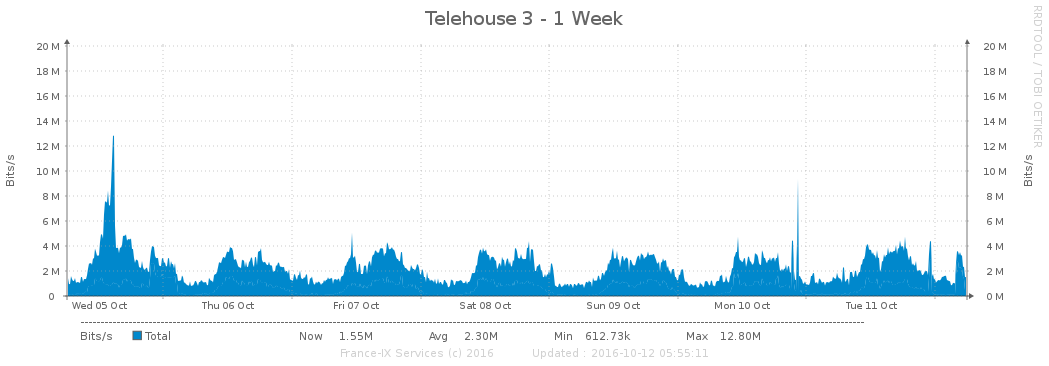 Telehouse 3 - 1 Week
RRDTOOL / TOBI OETIKER
Bits/s
Bits/s
20 M 20 M
18 M 18 M
16 M 16 M
14 M 14 M
12 M 12 M
10 M 10 M
8 M 8 M
6 M 6 M
4 M 4 M
2 M 2 M
0 0 M
Wed 05 Oct Thu 06 Oct Fri 07 Oct Sat 08 Oct Sun 09 Oct Mon 10 Oct Tue 11 Oct
Bits/s Total Now 1.55M Avg 2.30M Min 612.73k Max 12.80M
France-IX Services (c) 2016 Updated : 2016-10-12 05:55:11